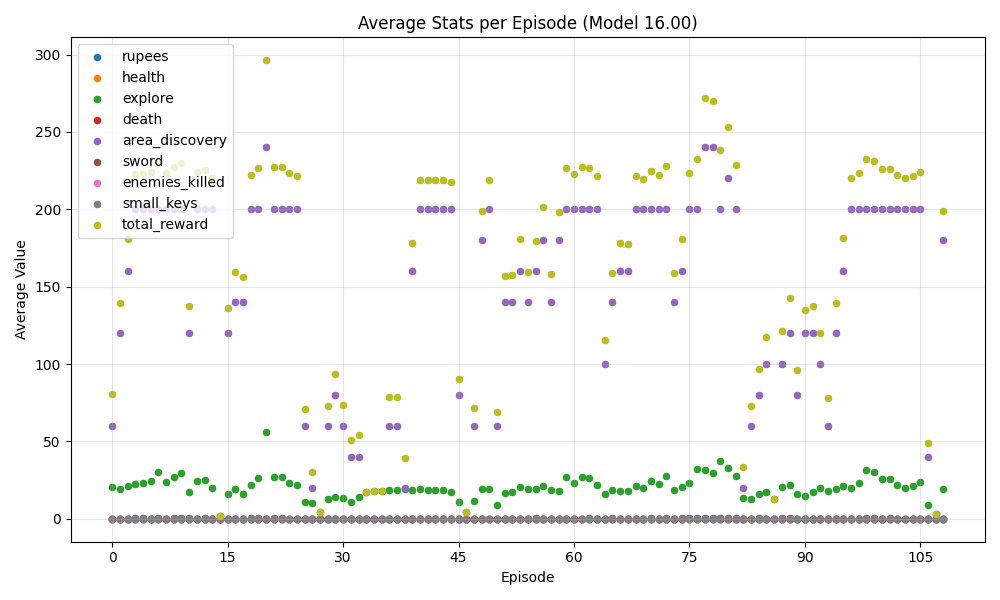 Average Stats per Episode (Model 16.00)
300
250
200
150
100
50
0
Average Value
rupees
health
explore
death
area_discovery
sword
enemies_killed
small_keys
total_reward
0 15 30 45 60 75 90 105
Episode